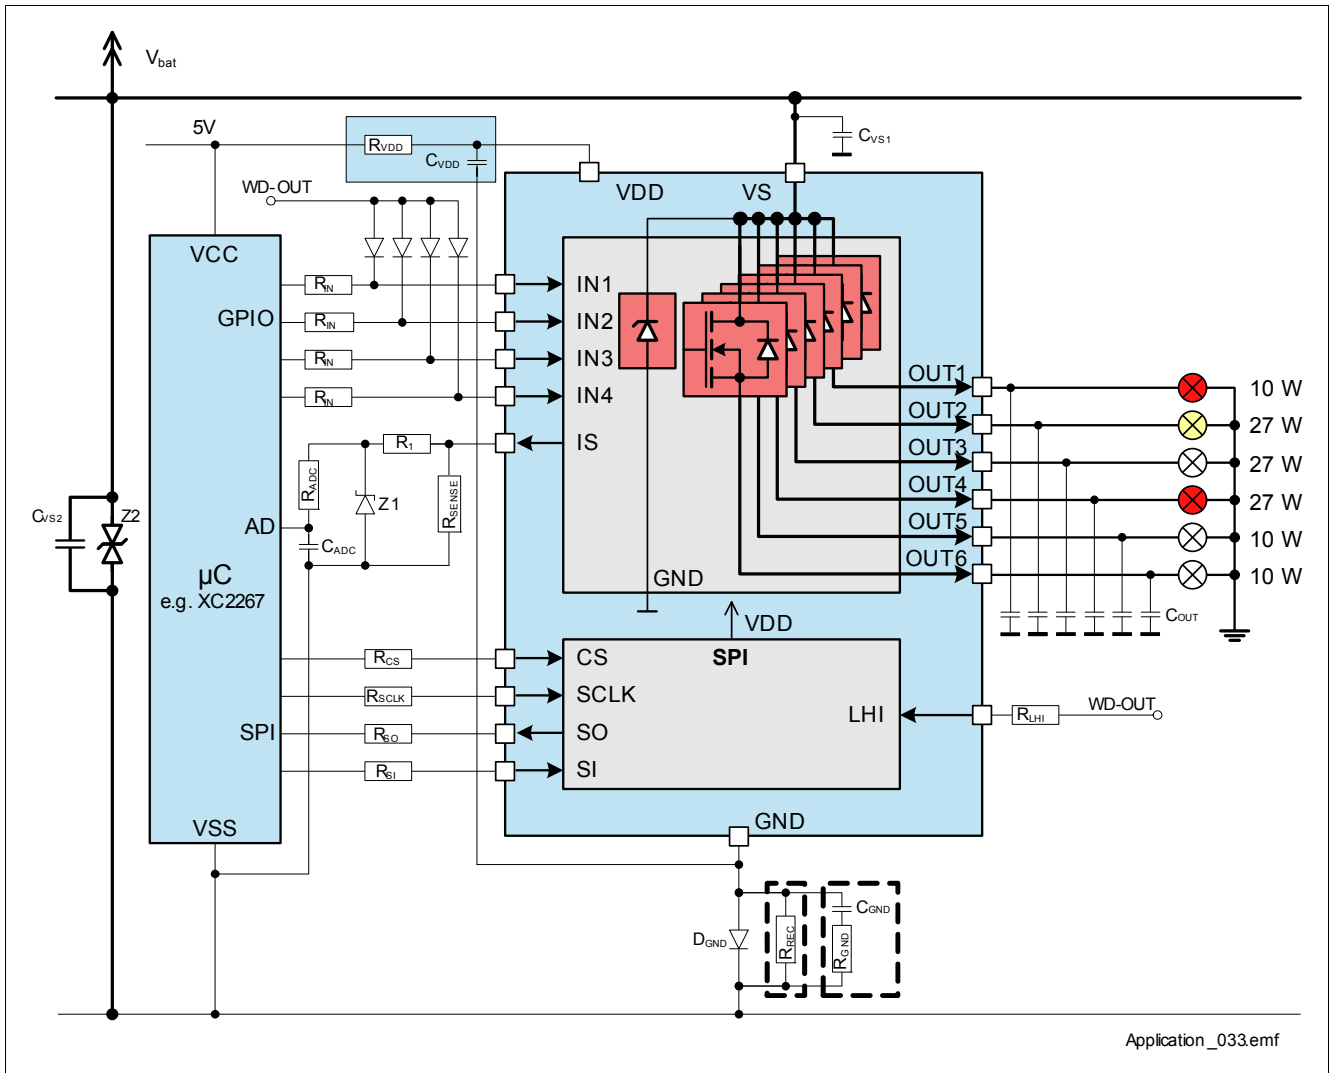 Vbat
5V
RVDD
CVDD
CVS1
WD-OUT
VDD
VS
VCC
RIN
IN1
GPIO
RIN
IN2
RIN
IN3
RIN
IN4
OUT1
10 W
OUT2
27 W
R1
IS
OUT3
27 W
RADC
Z1
RSENSE
OUT4
27 W
CVS2
Z2
AD
CADC
OUT5
10 W
OUT6
10 W
µC
e.g. XC2267
GND
COUT
VDD
SPI
RCS
CS
RSCLK
SCLK
LHI
RLHI
WD-OUT
SPI
RSO
SO
RSI
SI
VSS
GND
DGND
RREC
CGND
RGND
Application _033.emf